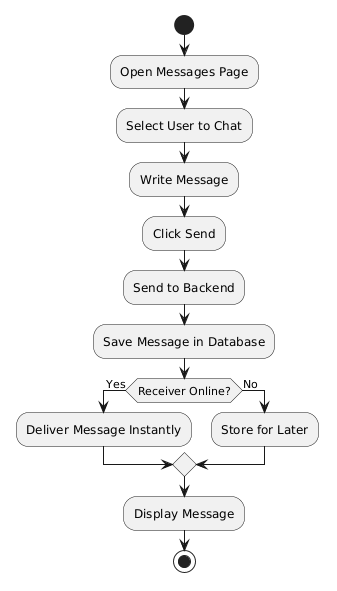 Open Messages Page
Select User to Chat
Write Message
Click Send
Send to Backend
Save Message in Database
Receiver Online?
Yes
No
Deliver Message Instantly
Store for Later
Display Message